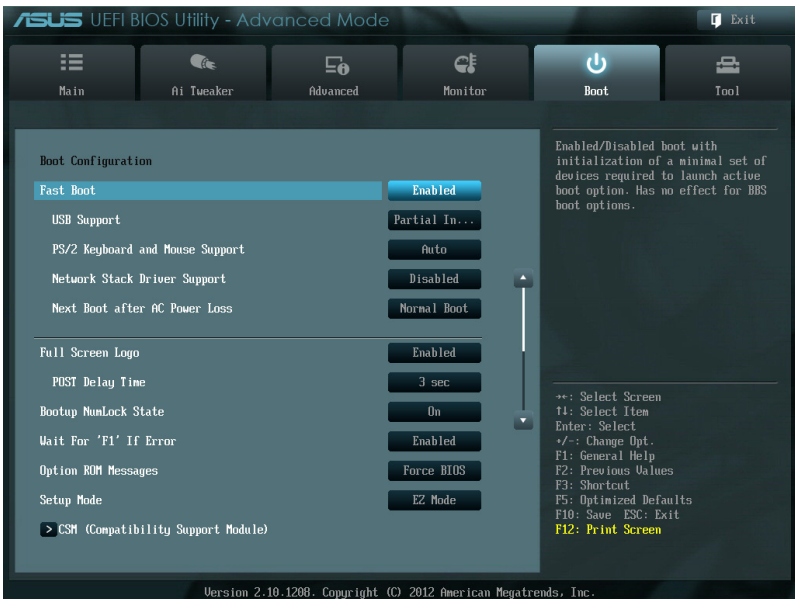 ASUS UEFI BIOS Utility - Advanced Mode
Exit
Main
Ai Tweaker
Advanced
Monitor
Boot
Tool
Boot Configuration
Fast Boot Enabled
USB Support Partial In...
PS/2 Keyboard and Mouse Support Auto
Network Stack Driver Support Disabled
Next Boot after AC Power Loss Normal Boot
Full Screen Logo Enabled
POST Delay Time 3 sec
Bootup NumLock State On
Wait For 'F1' If Error Enabled
Option ROM Messages Force BIOS
Setup Mode EZ Mode
> CSM (Compatibility Support Module)
Enabled/Disabled boot with
initialization of a minimal set of
devices required to launch active
boot option. Has no effect for BBS
boot options.
→←: Select Screen
↑↓: Select Item
Enter: Select
+/-: Change Opt.
F1: General Help
F2: Previous Values
F3: Shortcut
F5: Optimized Defaults
F10: Save ESC: Exit
F12: Print Screen
Version 2.10.1208. Copyright (C) 2012 American Megatrends, Inc.